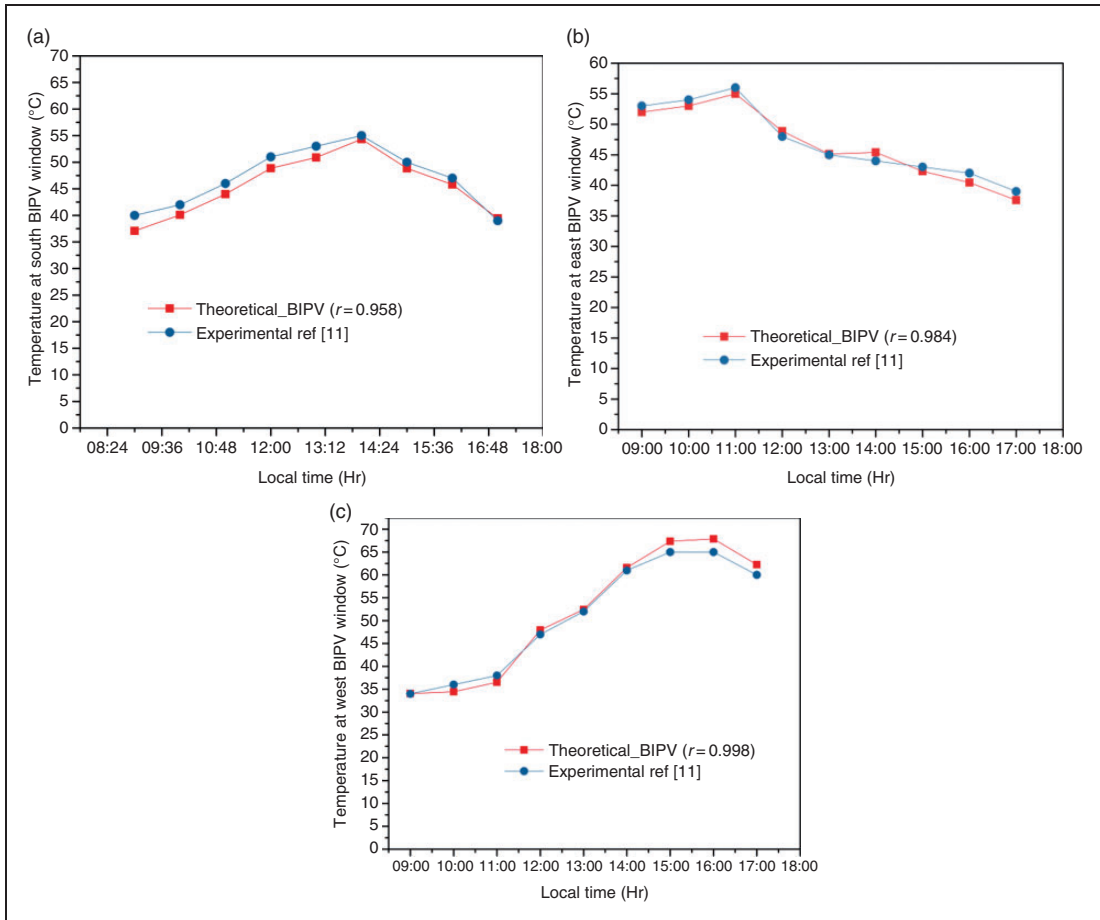 (a)
70
65
60
55
50
45
40
35
30
25
20
15
10
5
0
Temperature at south BIPV window (°C)
Theoretical_BIPV (r=0.958)
Experimental ref [11]
08:24 09:36 10:48 12:00 13:12 14:24 15:36 16:48 18:00
Local time (Hr)
(b)
60
55
50
45
40
35
30
25
20
15
10
5
0
Temperature at east BIPV window (°C)
Theoretical_BIPV (r=0.984)
Experimental ref [11]
09:00 10:00 11:00 12:00 13:00 14:00 15:00 16:00 17:00 18:00
Local time (Hr)
(c)
70
65
60
55
50
45
40
35
30
25
20
15
10
5
0
Temperature at west BIPV window (°C)
Theoretical_BIPV (r=0.998)
Experimental ref [11]
09:00 10:00 11:00 12:00 13:00 14:00 15:00 16:00 17:00 18:00
Local time (Hr)